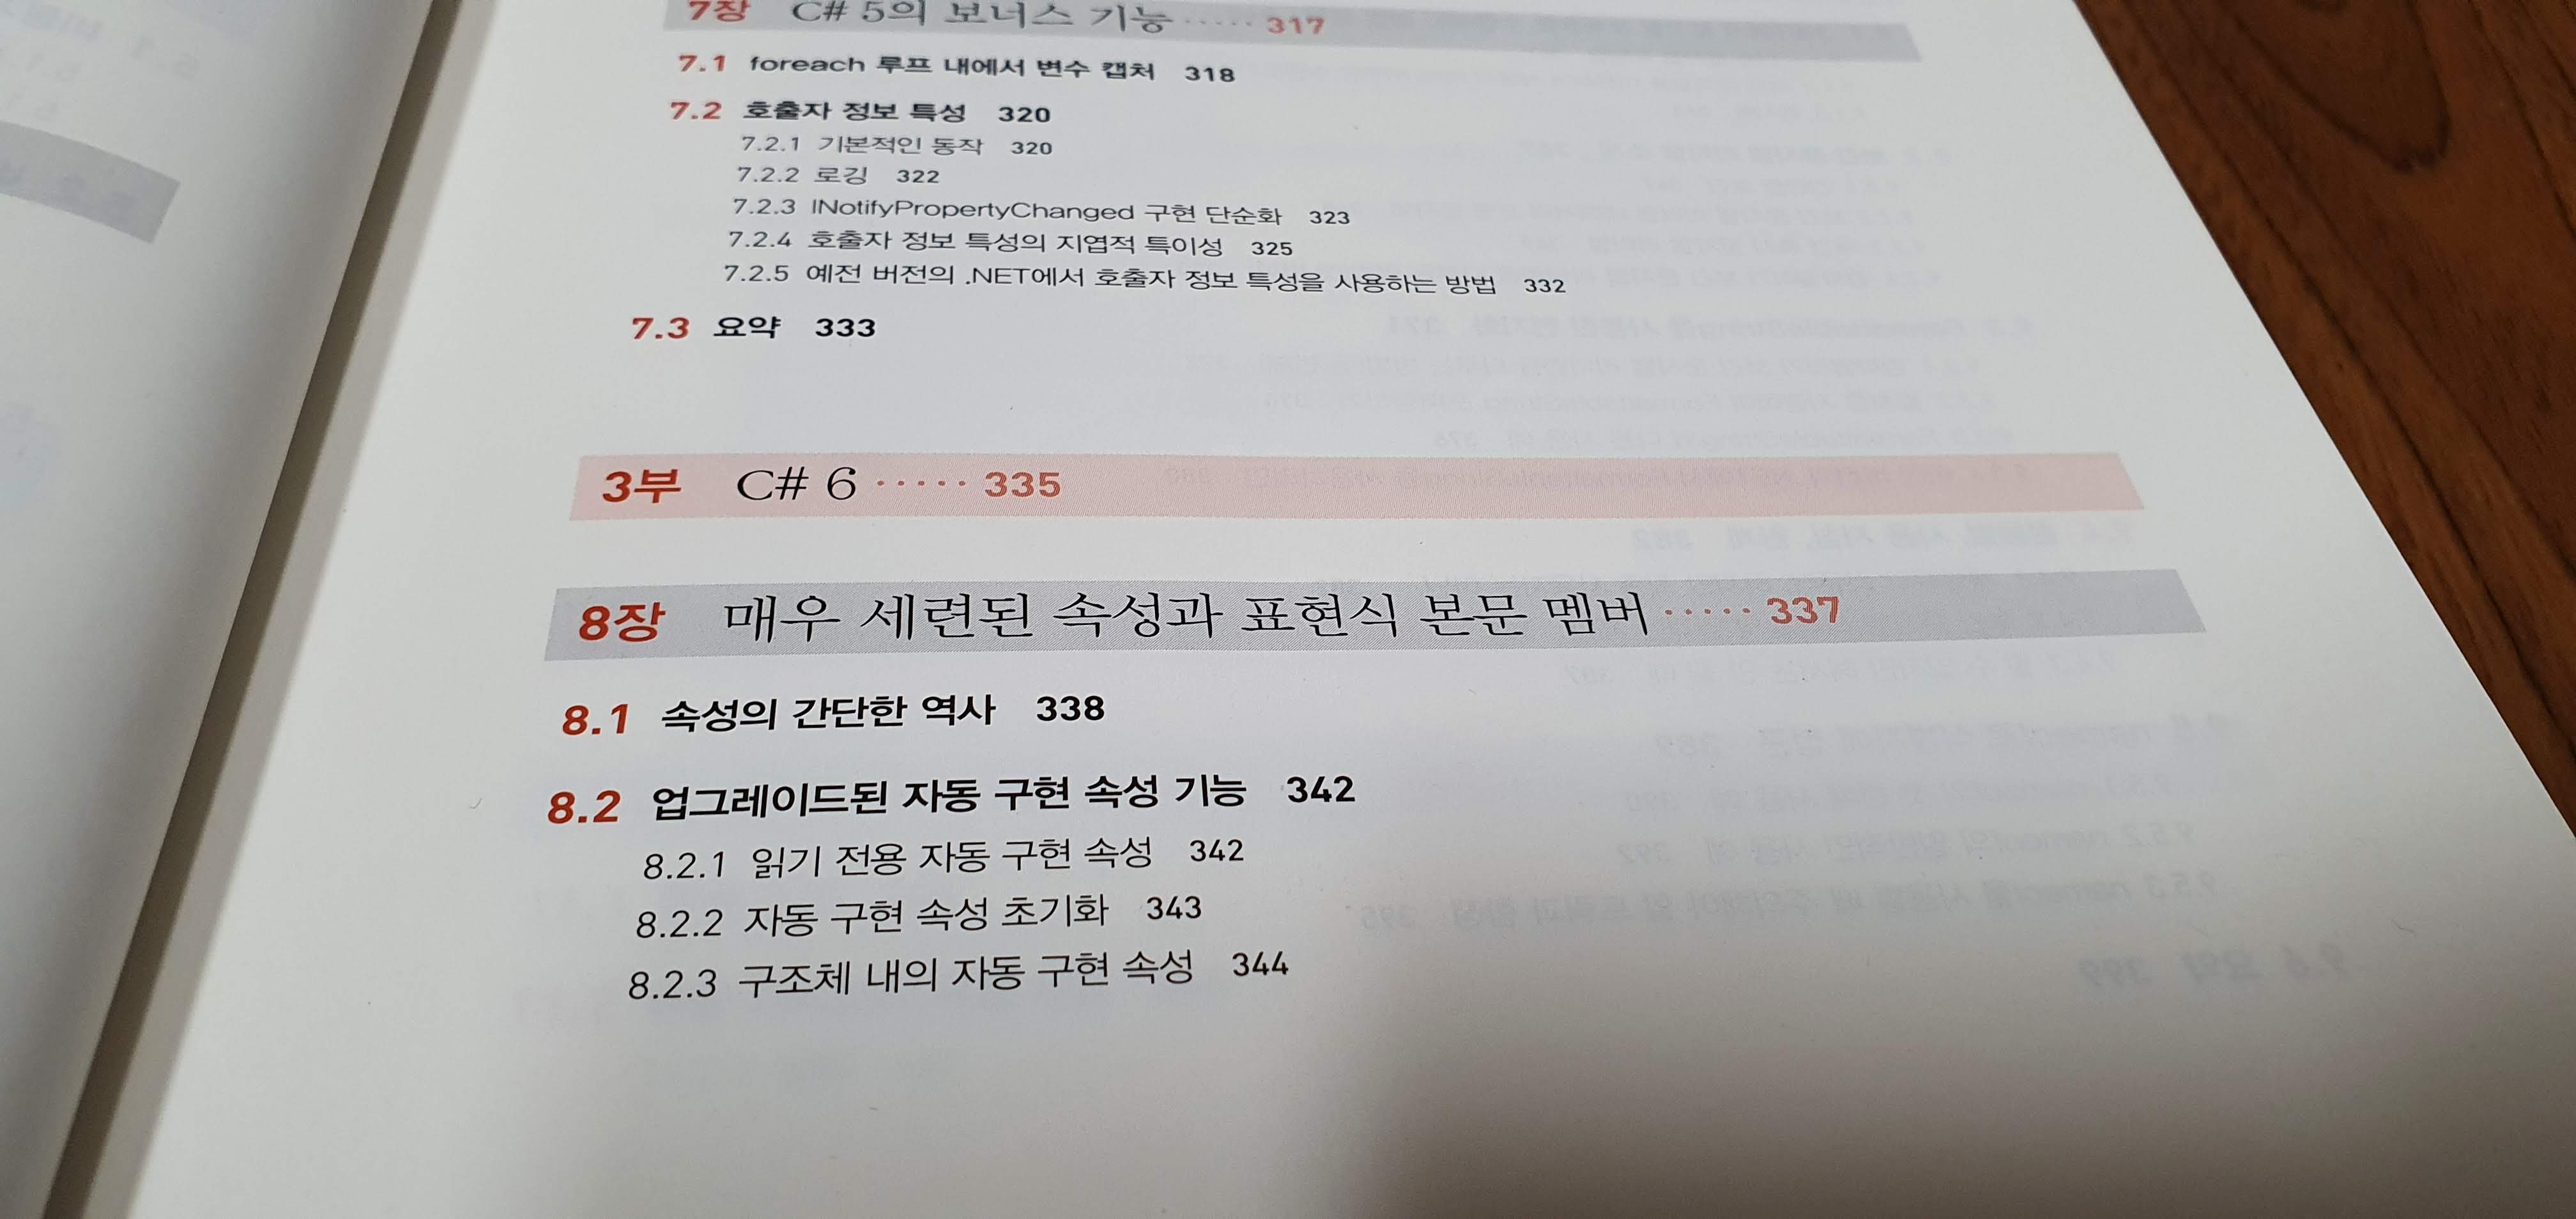 7장 C# 5의 보너스 기능 ····· 317
7.1 foreach 루프 내에서 변수 캡처 318
7.2 호출자 정보 특성 320
7.2.1 기본적인 동작 320
7.2.2 로깅 322
7.2.3 INotifyPropertyChanged 구현 단순화 323
7.2.4 호출자 정보 특성의 지엽적 특이성 325
7.2.5 예전 버전의 .NET에서 호출자 정보 특성을 사용하는 방법 332
7.3 요약 333
3부 C# 6 ····· 335
8장 매우 세련된 속성과 표현식 본문 멤버 ····· 337
8.1 속성의 간단한 역사 338
8.2 업그레이드된 자동 구현 속성 기능 342
8.2.1 읽기 전용 자동 구현 속성 342
8.2.2 자동 구현 속성 초기화 343
8.2.3 구조체 내의 자동 구현 속성 344